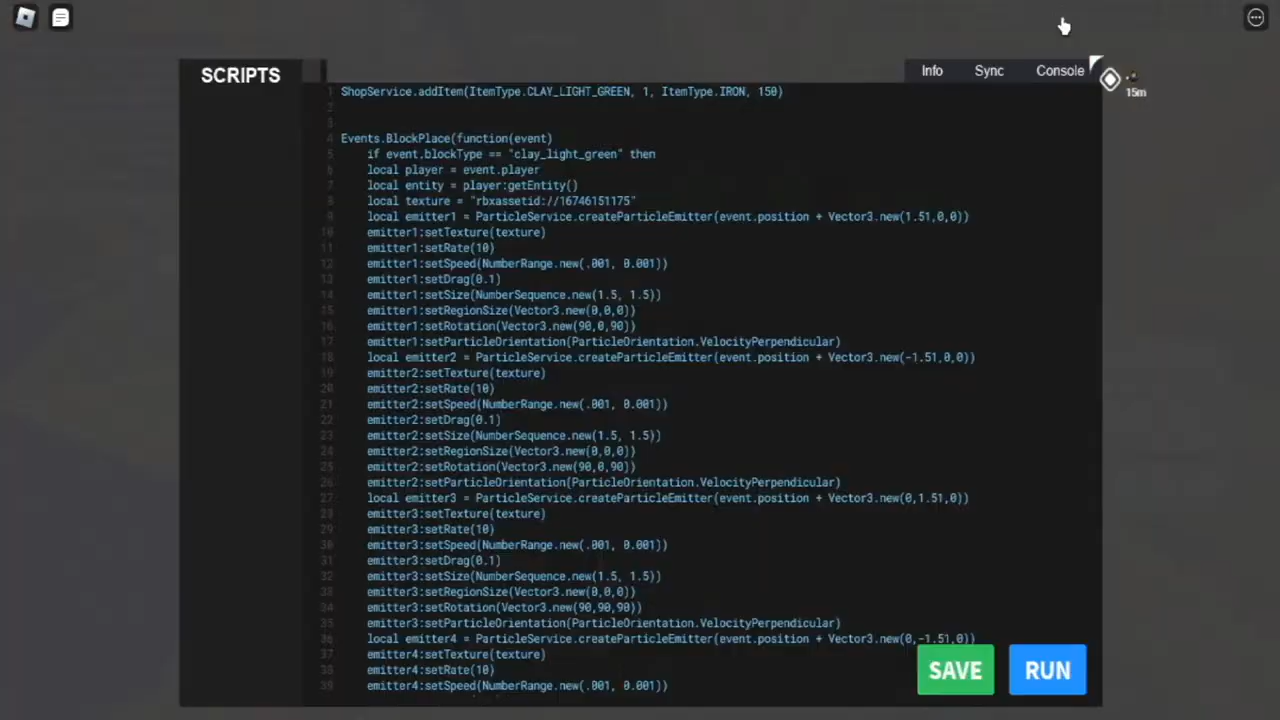 SCRIPTS
Info Sync Console
15m
1 ShopService.addItem(ItemType.CLAY_LIGHT_GREEN, 1, ItemType.IRON, 150)
2
3
4 Events.BlockPlace(function(event)
5 if event.blockType == "clay_light_green" then
6 local player = event.player
7 local entity = player:getEntity()
8 local texture = "rbxassetid://16746151175"
9 local emitter1 = ParticleService.createParticleEmitter(event.position + Vector3.new(1.51,0,0))
10 emitter1:setTexture(texture)
11 emitter1:setRate(10)
12 emitter1:setSpeed(NumberRange.new(.001, 0.001))
13 emitter1:setDrag(0.1)
14 emitter1:setSize(NumberSequence.new(1.5, 1.5))
15 emitter1:setRegionSize(Vector3.new(0,0,0))
16 emitter1:setRotation(Vector3.new(90,0,90))
17 emitter1:setParticleOrientation(ParticleOrientation.VelocityPerpendicular)
18 local emitter2 = ParticleService.createParticleEmitter(event.position + Vector3.new(-1.51,0,0))
19 emitter2:setTexture(texture)
20 emitter2:setRate(10)
21 emitter2:setSpeed(NumberRange.new(.001, 0.001))
22 emitter2:setDrag(0.1)
23 emitter2:setSize(NumberSequence.new(1.5, 1.5))
24 emitter2:setRegionSize(Vector3.new(0,0,0))
25 emitter2:setRotation(Vector3.new(90,0,90))
26 emitter2:setParticleOrientation(ParticleOrientation.VelocityPerpendicular)
27 local emitter3 = ParticleService.createParticleEmitter(event.position + Vector3.new(0,1.51,0))
28 emitter3:setTexture(texture)
29 emitter3:setRate(10)
30 emitter3:setSpeed(NumberRange.new(.001, 0.001))
31 emitter3:setDrag(0.1)
32 emitter3:setSize(NumberSequence.new(1.5, 1.5))
33 emitter3:setRegionSize(Vector3.new(0,0,0))
34 emitter3:setRotation(Vector3.new(90,90,90))
35 emitter3:setParticleOrientation(ParticleOrientation.VelocityPerpendicular)
36 local emitter4 = ParticleService.createParticleEmitter(event.position + Vector3.new(0,-1.51,0))
37 emitter4:setTexture(texture)
38 emitter4:setRate(10)
39 emitter4:setSpeed(NumberRange.new(.001, 0.001))
SAVE RUN